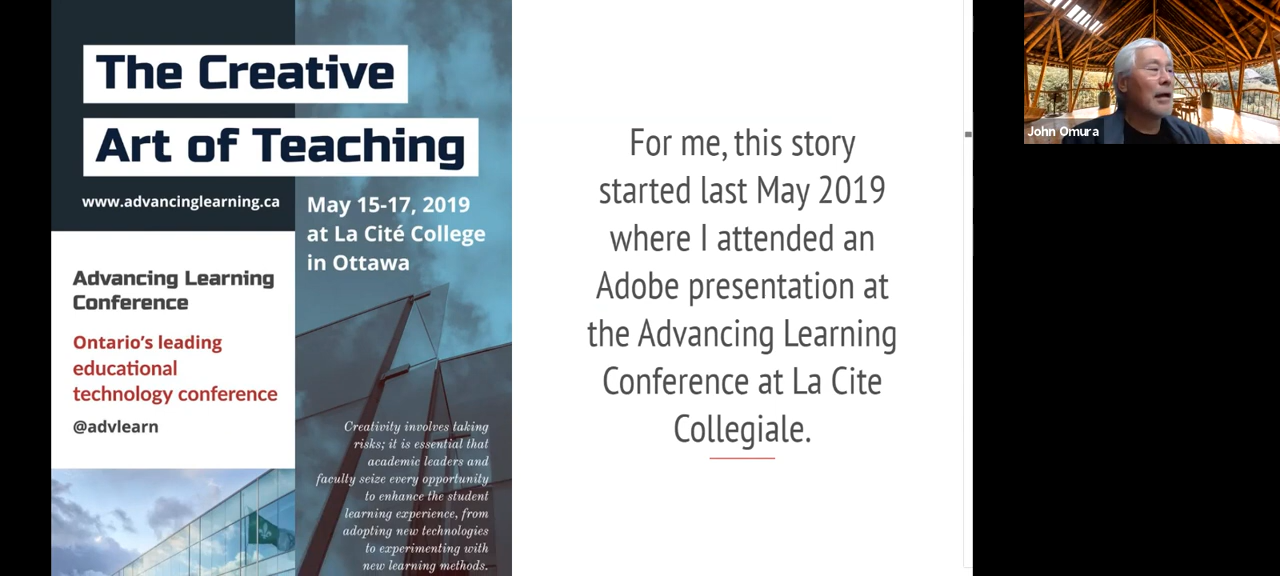 The Creative
Art of Teaching
www.advancinglearning.ca
May 15-17, 2019
at La Cité College
in Ottawa
Advancing Learning
Conference
Ontario's leading
educational
technology conference
@advlearn
Creativity involves taking
risks; it is essential that
academic leaders and
faculty seize every opportunity
to enhance the student
learning experience, from
adopting new technologies
to experimenting with
new learning methods.
For me, this story
started last May 2019
where I attended an
Adobe presentation at
the Advancing Learning
Conference at La Cite
Collegiale.
John Omura